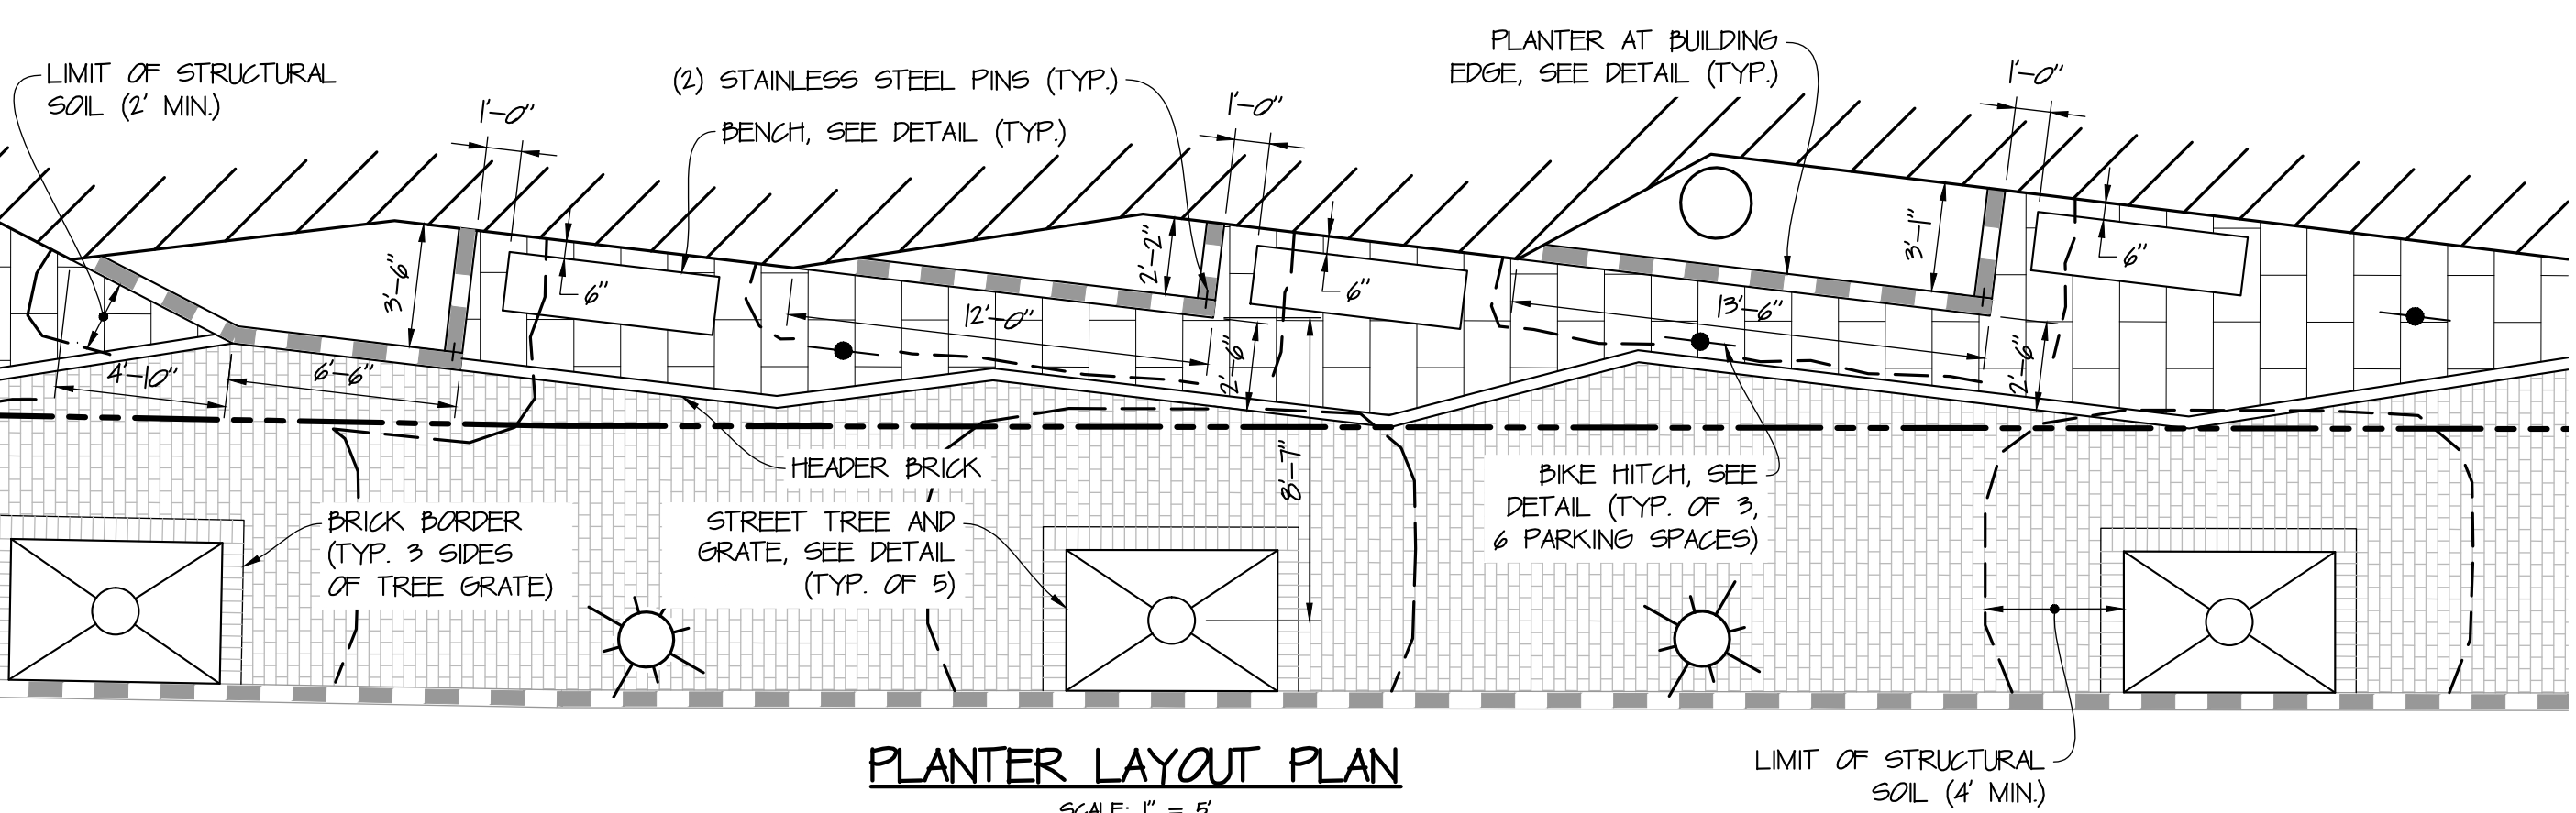 LIMIT OF STRUCTURAL
SOIL (2' MIN.)
1'-0"
(2) STAINLESS STEEL PINS (TYP.)
BENCH, SEE DETAIL (TYP.)
1'-0"
PLANTER AT BUILDING
EDGE, SEE DETAIL (TYP.)
1'-0"
3'-6"
6"
2'-2"
6"
3'-1"
6"
4'-10"
6'-6"
12'-0"
2'-6"
13'-6"
2'-6"
8'-7"
HEADER BRICK
BRICK BORDER
(TYP. 3 SIDES
OF TREE GRATE)
STREET TREE AND
GRATE, SEE DETAIL
(TYP. OF 5)
BIKE HITCH, SEE
DETAIL (TYP. OF 3,
6 PARKING SPACES)
PLANTER LAYOUT PLAN
SCALE: 1" = 5'
LIMIT OF STRUCTURAL
SOIL (4' MIN.)